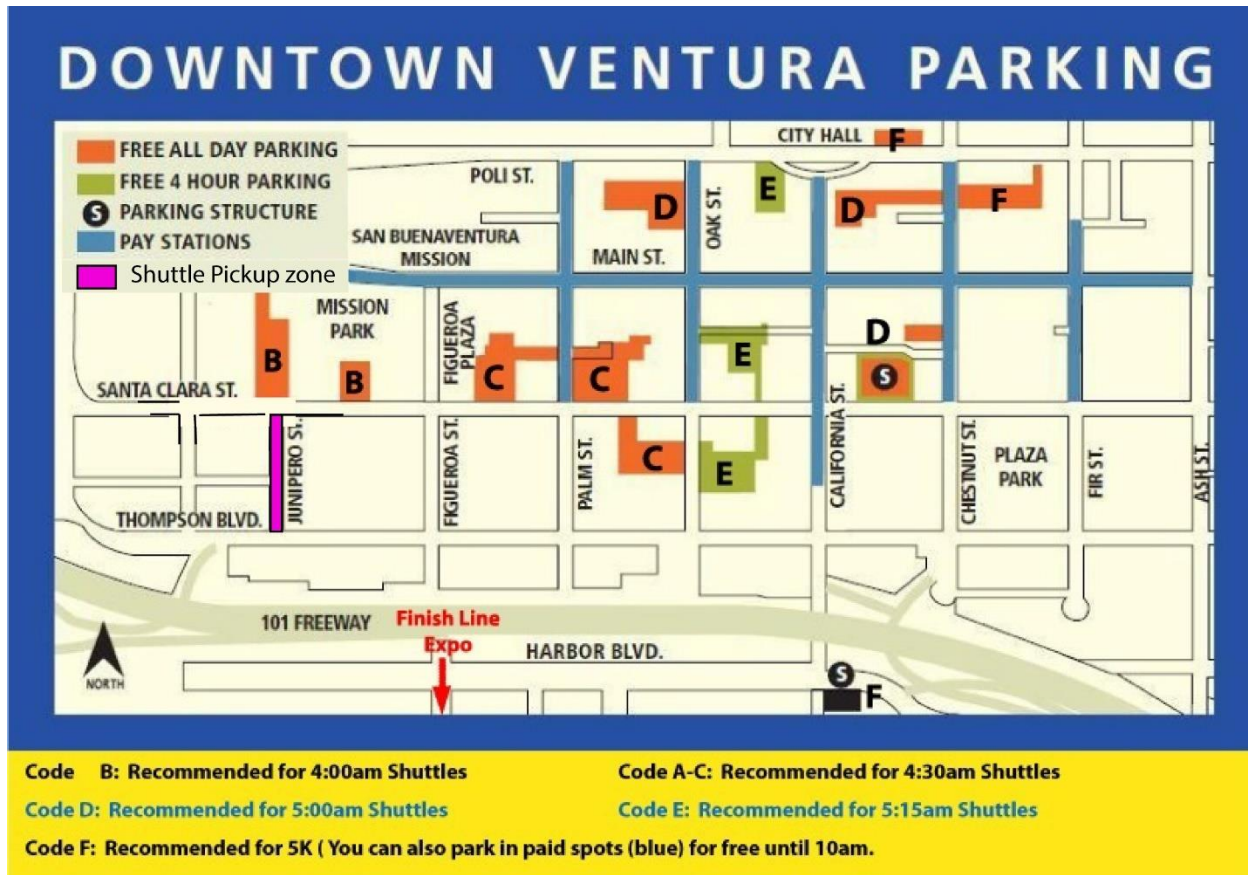 DOWNTOWN VENTURA PARKING
FREE ALL DAY PARKING
FREE 4 HOUR PARKING
S PARKING STRUCTURE
PAY STATIONS
Shuttle Pickup zone
CITY HALL
F
POLI ST.
D
OAK ST.
E
D
F
SAN BUENAVENTURA
MISSION
MAIN ST.
MISSION
PARK
FIGUEROA
PLAZA
B
B
C
C
E
D
S
SANTA CLARA ST.
JUNIPERO ST.
FIGUEROA ST.
PALM ST.
C
E
CALIFORNIA ST.
CHESTNUT ST.
PLAZA
PARK
FIR ST.
ASH ST.
THOMPSON BLVD.
101 FREEWAY
Finish Line
Expo
HARBOR BLVD.
NORTH
S
F
Code B: Recommended for 4:00am Shuttles
Code A-C: Recommended for 4:30am Shuttles
Code D: Recommended for 5:00am Shuttles
Code E: Recommended for 5:15am Shuttles
Code F: Recommended for 5K ( You can also park in paid spots (blue) for free until 10am.